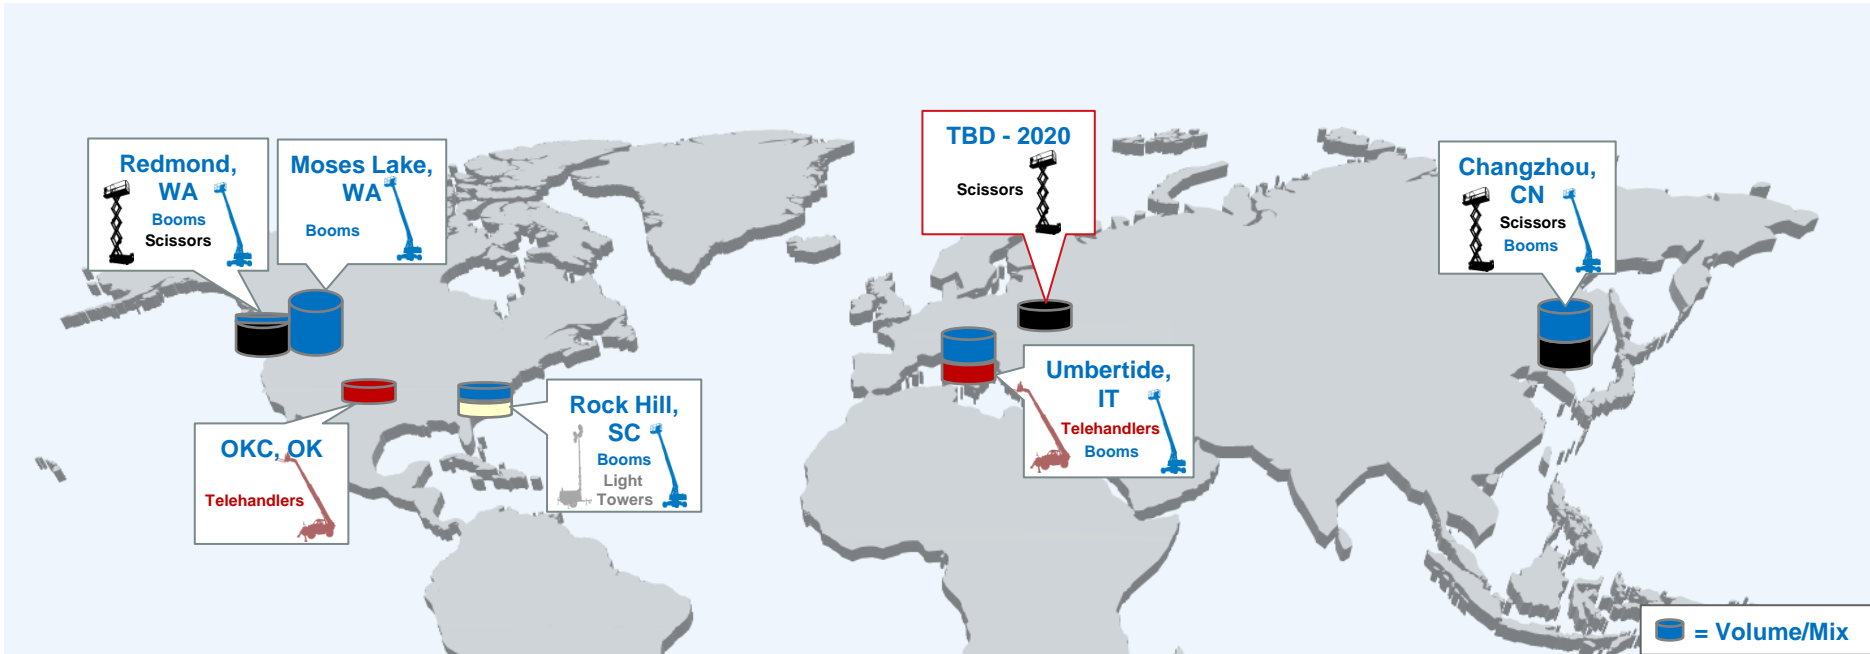 Redmond,
WA
Booms
Scissors
Moses Lake,
WA
Booms
TBD - 2020
Scissors
Changzhou,
CN
Scissors
Booms
OKC, OK
Telehandlers
Rock Hill,
SC
Booms
Light
Towers
Umbertide,
IT
Telehandlers
Booms
= Volume/Mix